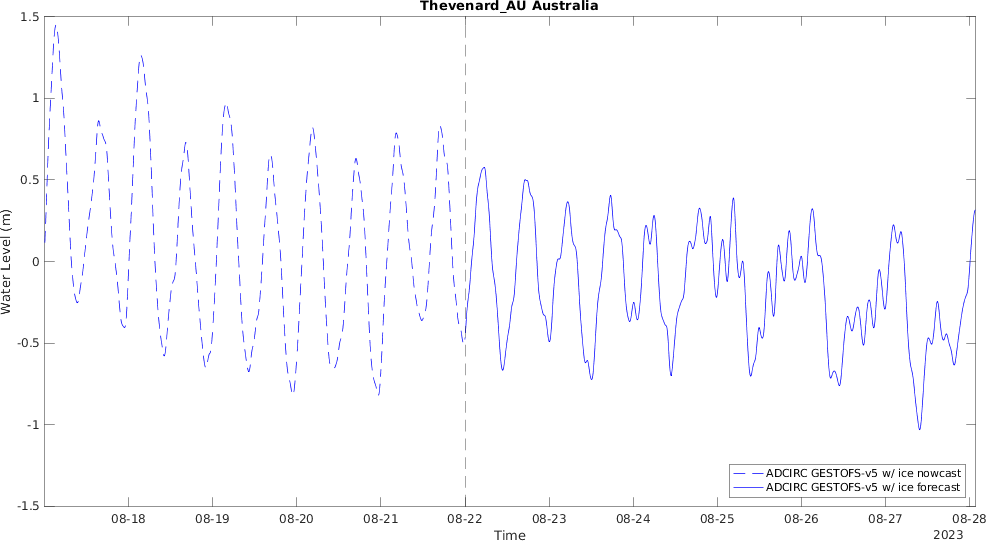 Thevenard_AU Australia
1.5
1
0.5
0
-0.5
-1
-1.5
Water Level (m)
08-18 08-19 08-20 08-21 08-22 08-23 08-24 08-25 08-26 08-27 08-28
Time
2023
ADCIRC GESTOFS-v5 w/ ice nowcast
ADCIRC GESTOFS-v5 w/ ice forecast